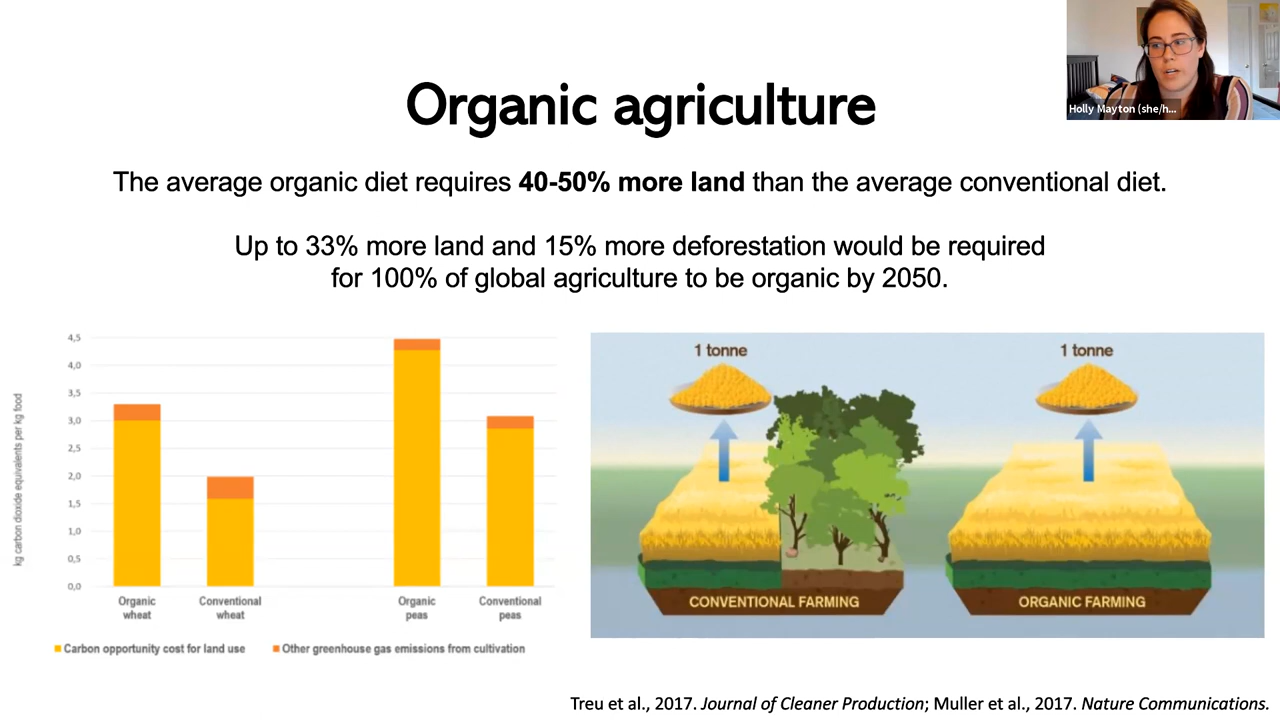 Holly Mayton (she/h...
Organic agriculture
The average organic diet requires 40-50% more land than the average conventional diet.
Up to 33% more land and 15% more deforestation would be required
for 100% of global agriculture to be organic by 2050.
kg carbon dioxide equivalents per kg food
4,5
4,0
3,5
3,0
2,5
2,0
1,5
1,0
0,5
0,0
Organic
wheat
Conventional
wheat
Organic
peas
Conventional
peas
Carbon opportunity cost for land use
Other greenhouse gas emissions from cultivation
1 tonne
1 tonne
CONVENTIONAL FARMING
ORGANIC FARMING
Treu et al., 2017. Journal of Cleaner Production; Muller et al., 2017. Nature Communications.